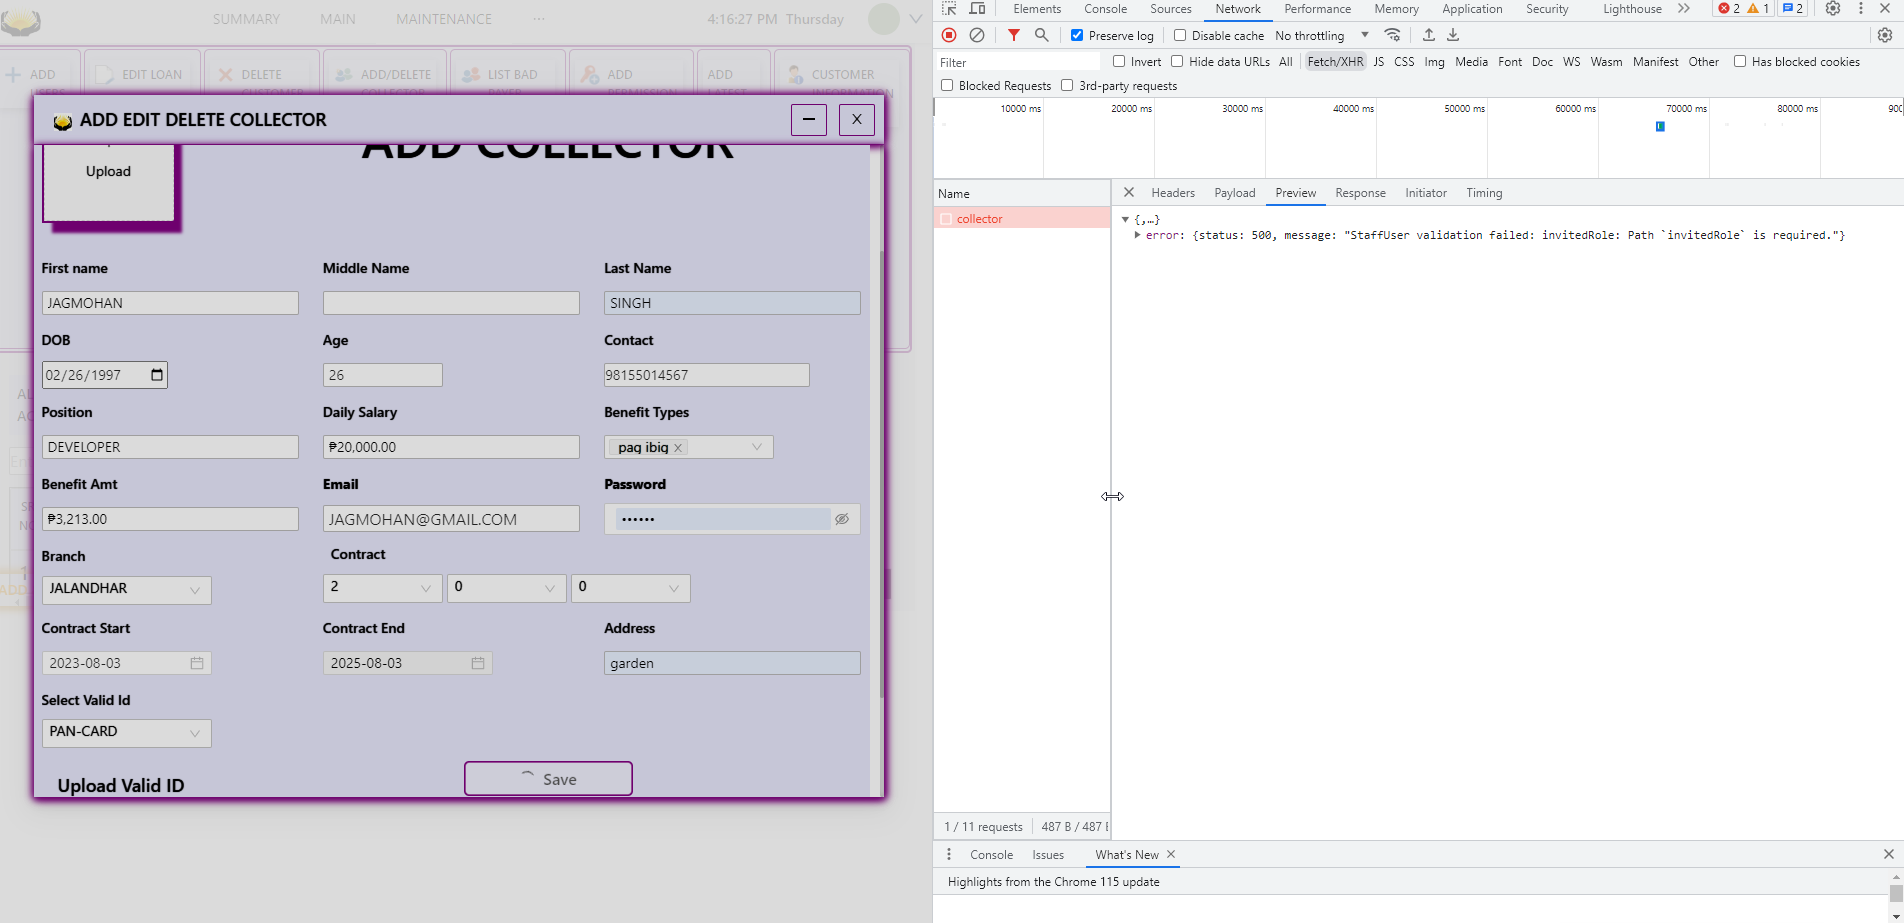 SUMMARY MAIN MAINTENANCE ··· 4:16:27 PM Thursday
ADD EDIT LOAN DELETE ADD/DELETE LIST BAD ADD ADD CUSTOMER
USERS CUSTOMER COLLECTOR PAYER PERMISSION LATEST INFORMATION
ADD EDIT DELETE COLLECTOR
X
ADD COLLECTOR
Upload
First name Middle Name Last Name
JAGMOHAN SINGH
DOB Age Contact
02/26/1997 26 98155014567
Position Daily Salary Benefit Types
DEVELOPER ₱20,000.00 pag ibig
Benefit Amt Email Password
₱3,213.00 JAGMOHAN@GMAIL.COM ••••••
Branch Contract
JALANDHAR 2 0 0
Contract Start Contract End Address
2023-08-03 2025-08-03 garden
Select Valid Id
PAN-CARD
Upload Valid ID Save
Elements Console Sources Network Performance Memory Application Security Lighthouse 2 1 2
Preserve log Disable cache No throttling
Filter Invert Hide data URLs All Fetch/XHR JS CSS Img Media Font Doc WS Wasm Manifest Other Has blocked cookies
Blocked Requests 3rd-party requests
10000 ms 20000 ms 30000 ms 40000 ms 50000 ms 60000 ms 70000 ms 80000 ms 900
Name Headers Payload Preview Response Initiator Timing
collector
{,…}
error: {status: 500, message: "StaffUser validation failed: invitedRole: Path `invitedRole` is required."}
1 / 11 requests 487 B / 487 B
Console Issues What's New
Highlights from the Chrome 115 update